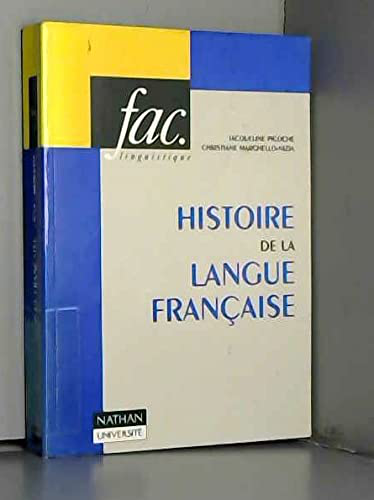 fac.
linguistique
JACQUELINE PICOCHE
CHRISTIANE MARCHELLO-NIZIA
HISTOIRE
DE LA
LANGUE
FRANÇAISE
NATHAN
UNIVERSITÉ